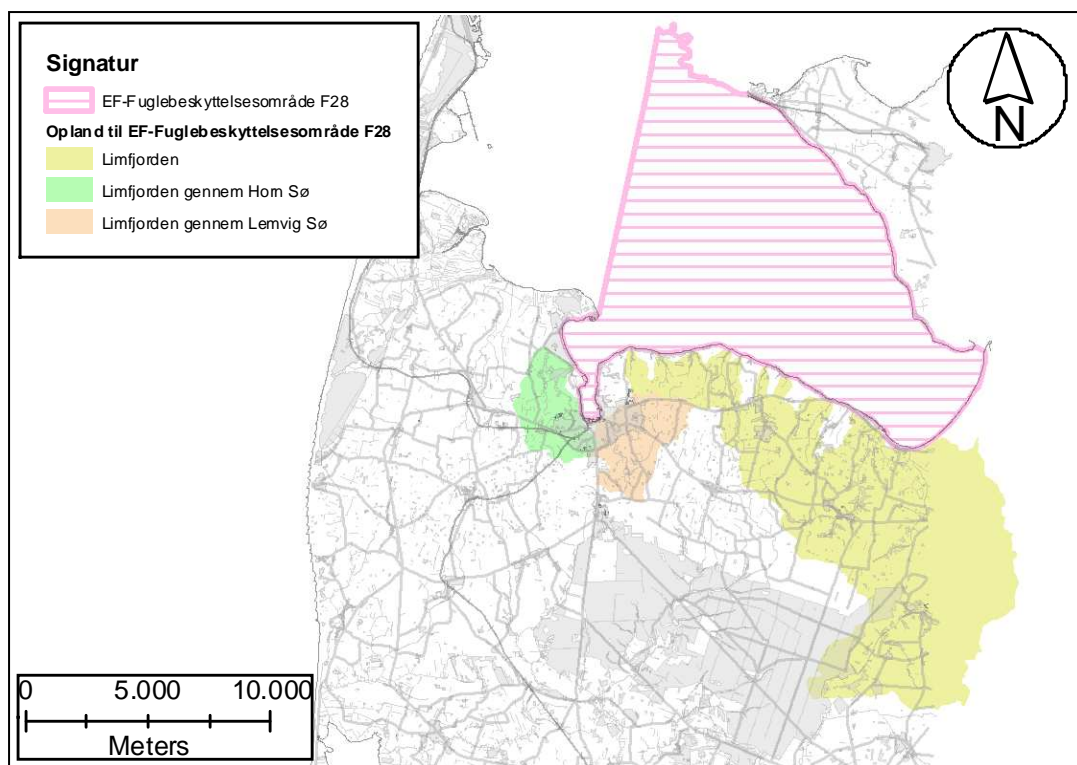 Signatur
EF-Fuglebeskyttelsesområde F28
Opland til EF-Fuglebeskyttelsesområde F28
Limfjorden
Limfjorden gennem Horn Sø
Limfjorden gennem Lemvig Sø
N
0 5.000 10.000
Meters